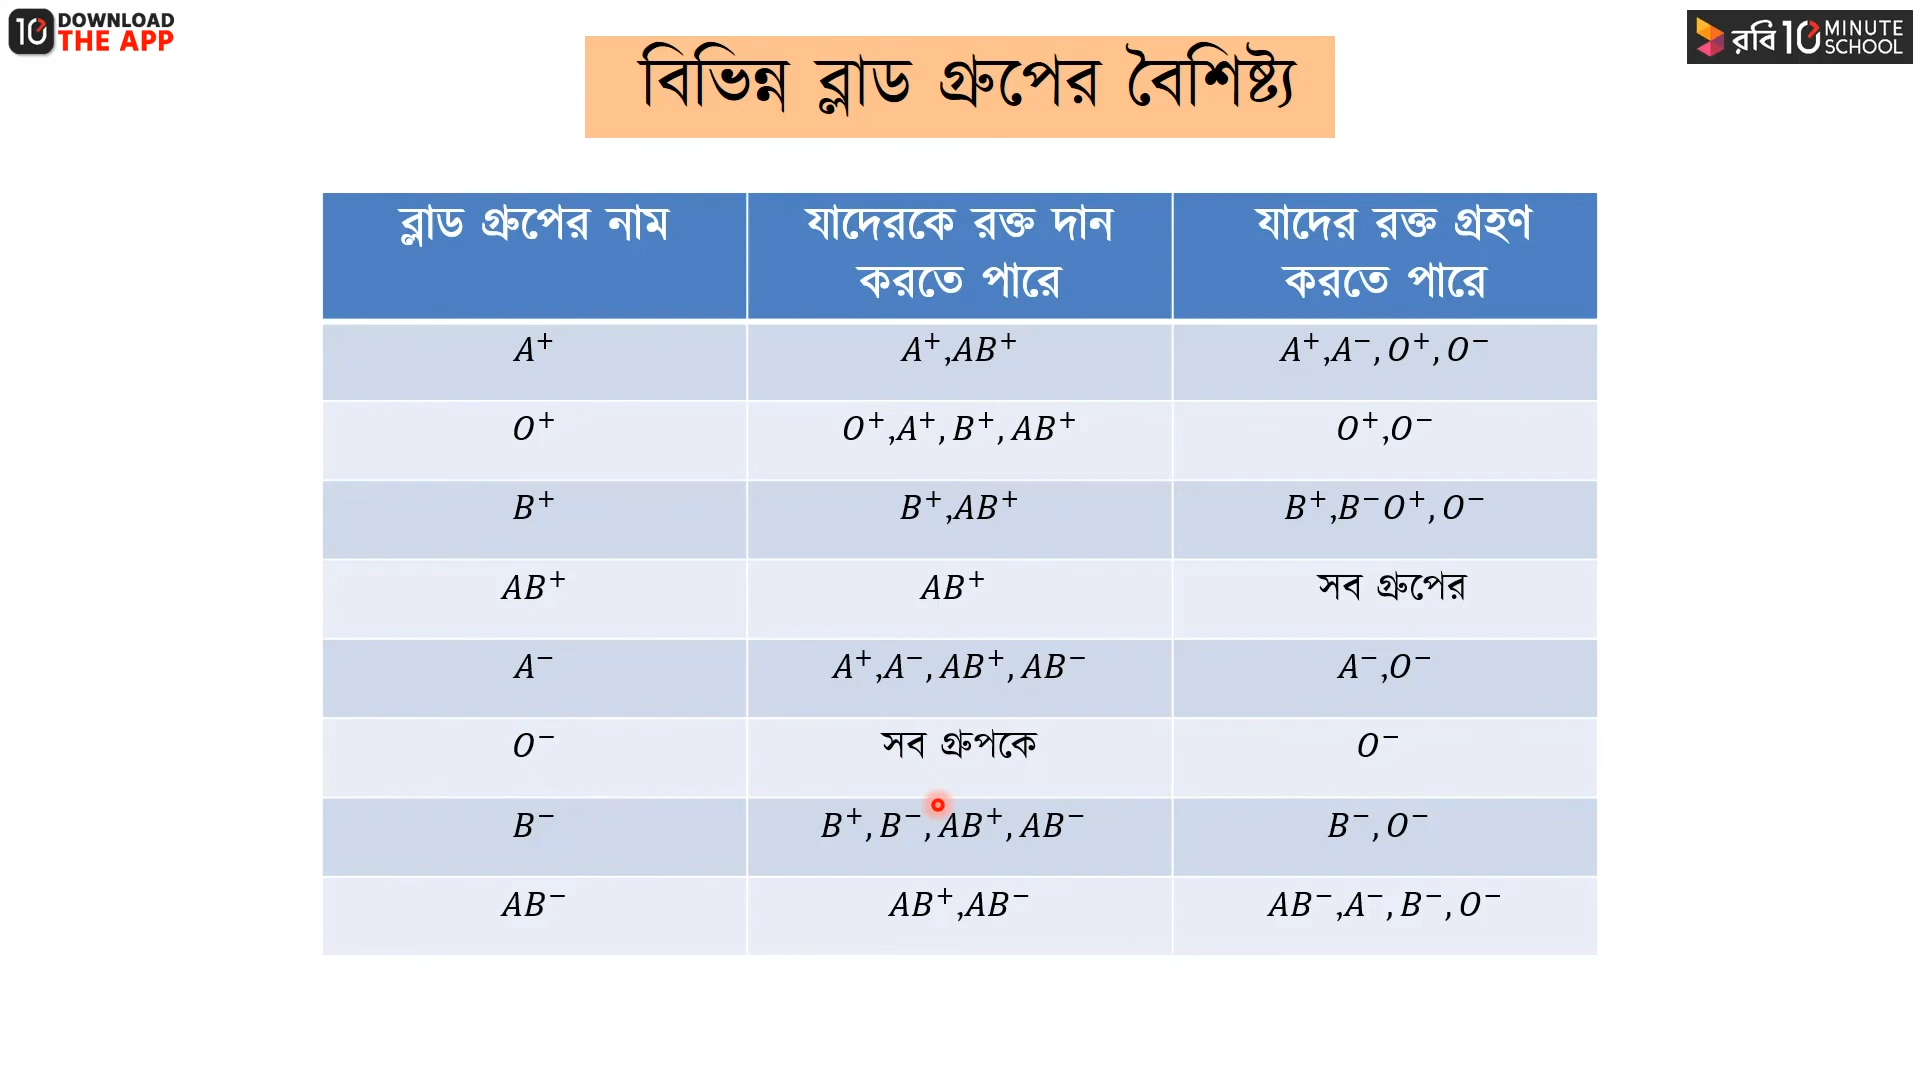 10 DOWNLOAD
THE APP
রবি 10 MINUTE
SCHOOL
বিভিন্ন ব্লাড গ্রুপের বৈশিষ্ট্য
ব্লাড গ্রুপের নাম
যাদেরকে রক্ত দান
করতে পারে
যাদের রক্ত গ্রহণ
করতে পারে
A⁺
A⁺,AB⁺
A⁺,A⁻, O⁺, O⁻
O⁺
O⁺,A⁺, B⁺, AB⁺
O⁺,O⁻
B⁺
B⁺,AB⁺
B⁺,B⁻O⁺, O⁻
AB⁺
AB⁺
সব গ্রুপের
A⁻
A⁺,A⁻, AB⁺, AB⁻
A⁻,O⁻
O⁻
সব গ্রুপকে
O⁻
B⁻
B⁺, B⁻, AB⁺, AB⁻
B⁻, O⁻
AB⁻
AB⁺,AB⁻
AB⁻,A⁻, B⁻, O⁻